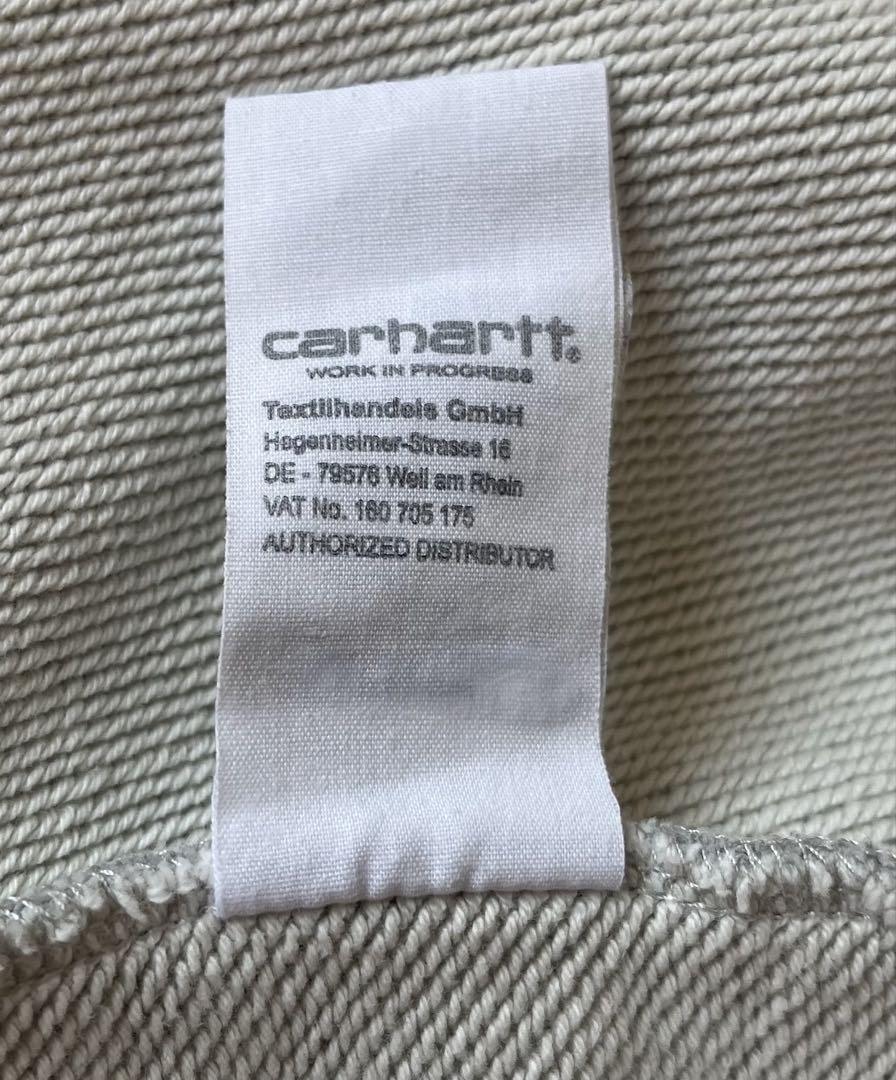 carhartt®
WORK IN PROGRESS
Textilhandels GmbH
Hegenheimer-Strasse 16
DE - 79576 Weil am Rhein
VAT No. 160 705 175
AUTHORIZED DISTRIBUTOR